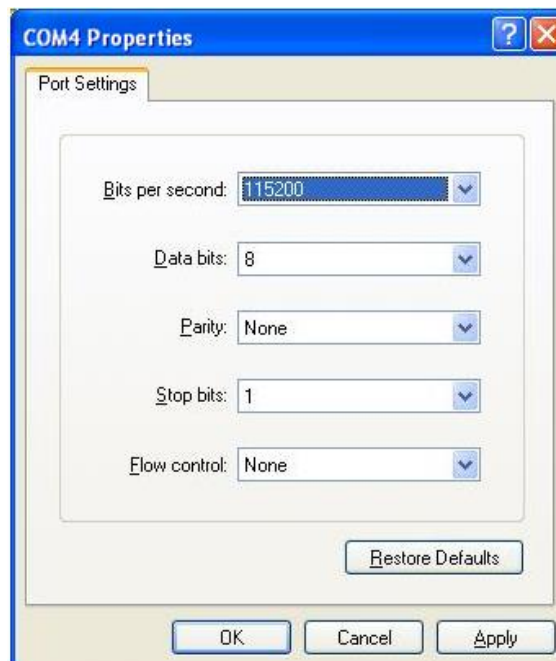 COM4 Properties
Port Settings
Bits per second: 115200
Data bits: 8
Parity: None
Stop bits: 1
Flow control: None
Restore Defaults
OK Cancel Apply